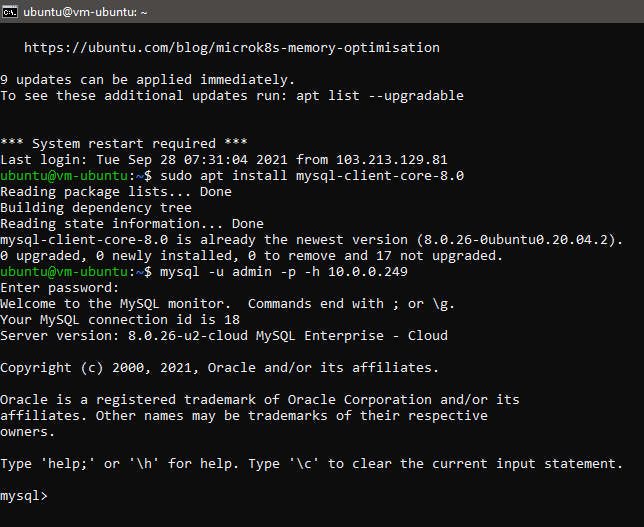 ubuntu@vm-ubuntu: ~
https://ubuntu.com/blog/microk8s-memory-optimisation
9 updates can be applied immediately.
To see these additional updates run: apt list --upgradable
*** System restart required ***
Last login: Tue Sep 28 07:31:04 2021 from 103.213.129.81
ubuntu@vm-ubuntu:~$ sudo apt install mysql-client-core-8.0
Reading package lists... Done
Building dependency tree
Reading state information... Done
mysql-client-core-8.0 is already the newest version (8.0.26-0ubuntu0.20.04.2).
0 upgraded, 0 newly installed, 0 to remove and 17 not upgraded.
ubuntu@vm-ubuntu:~$ mysql -u admin -p -h 10.0.0.249
Enter password:
Welcome to the MySQL monitor.  Commands end with ; or \g.
Your MySQL connection id is 18
Server version: 8.0.26-u2-cloud MySQL Enterprise - Cloud
Copyright (c) 2000, 2021, Oracle and/or its affiliates.
Oracle is a registered trademark of Oracle Corporation and/or its
affiliates. Other names may be trademarks of their respective
owners.
Type 'help;' or '\h' for help. Type '\c' to clear the current input statement.
mysql>